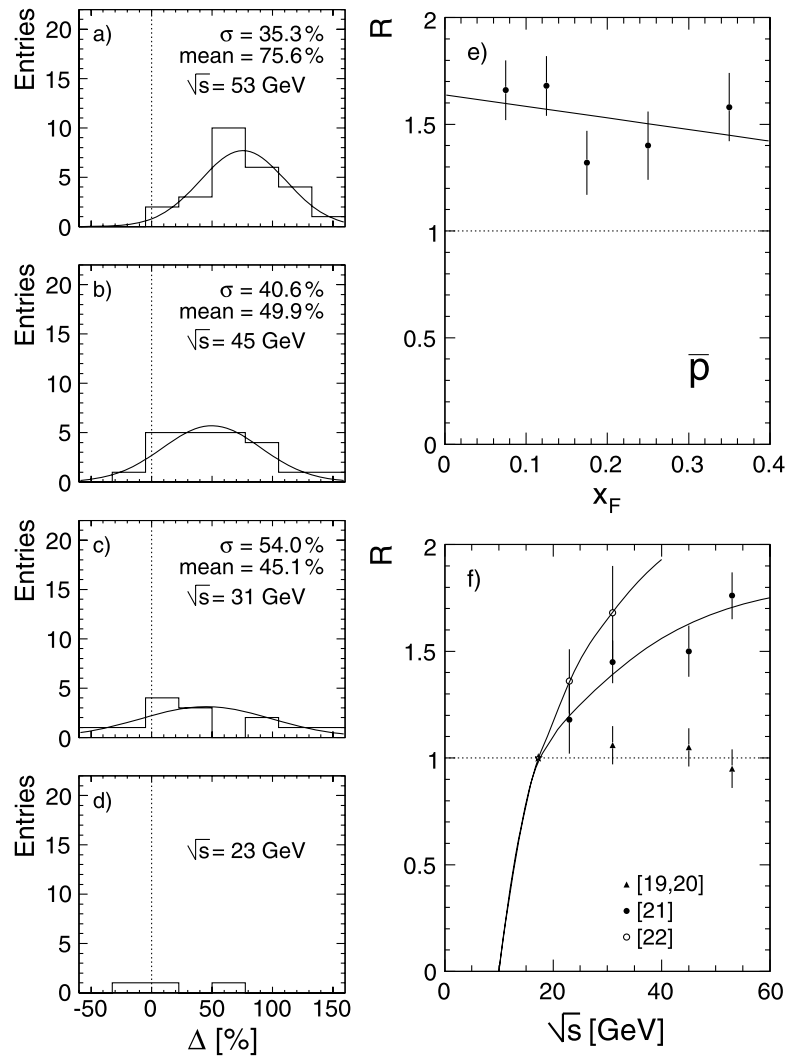 a)
Entries
σ = 35.3 %
mean = 75.6 %
√s = 53 GeV
20
15
10
5
0
b)
Entries
σ = 40.6 %
mean = 49.9 %
√s = 45 GeV
20
15
10
5
0
c)
Entries
σ = 54.0 %
mean = 45.1 %
√s = 31 GeV
20
15
10
5
0
d)
Entries
√s = 23 GeV
20
15
10
5
0
-50 0 50 100 150
Δ [%]
e)
R
2
1.5
1
0.5
0
p̅
0 0.1 0.2 0.3 0.4
x_F
f)
R
2
1.5
1
0.5
0
[19,20]
[21]
[22]
0 20 40 60
√s [GeV]